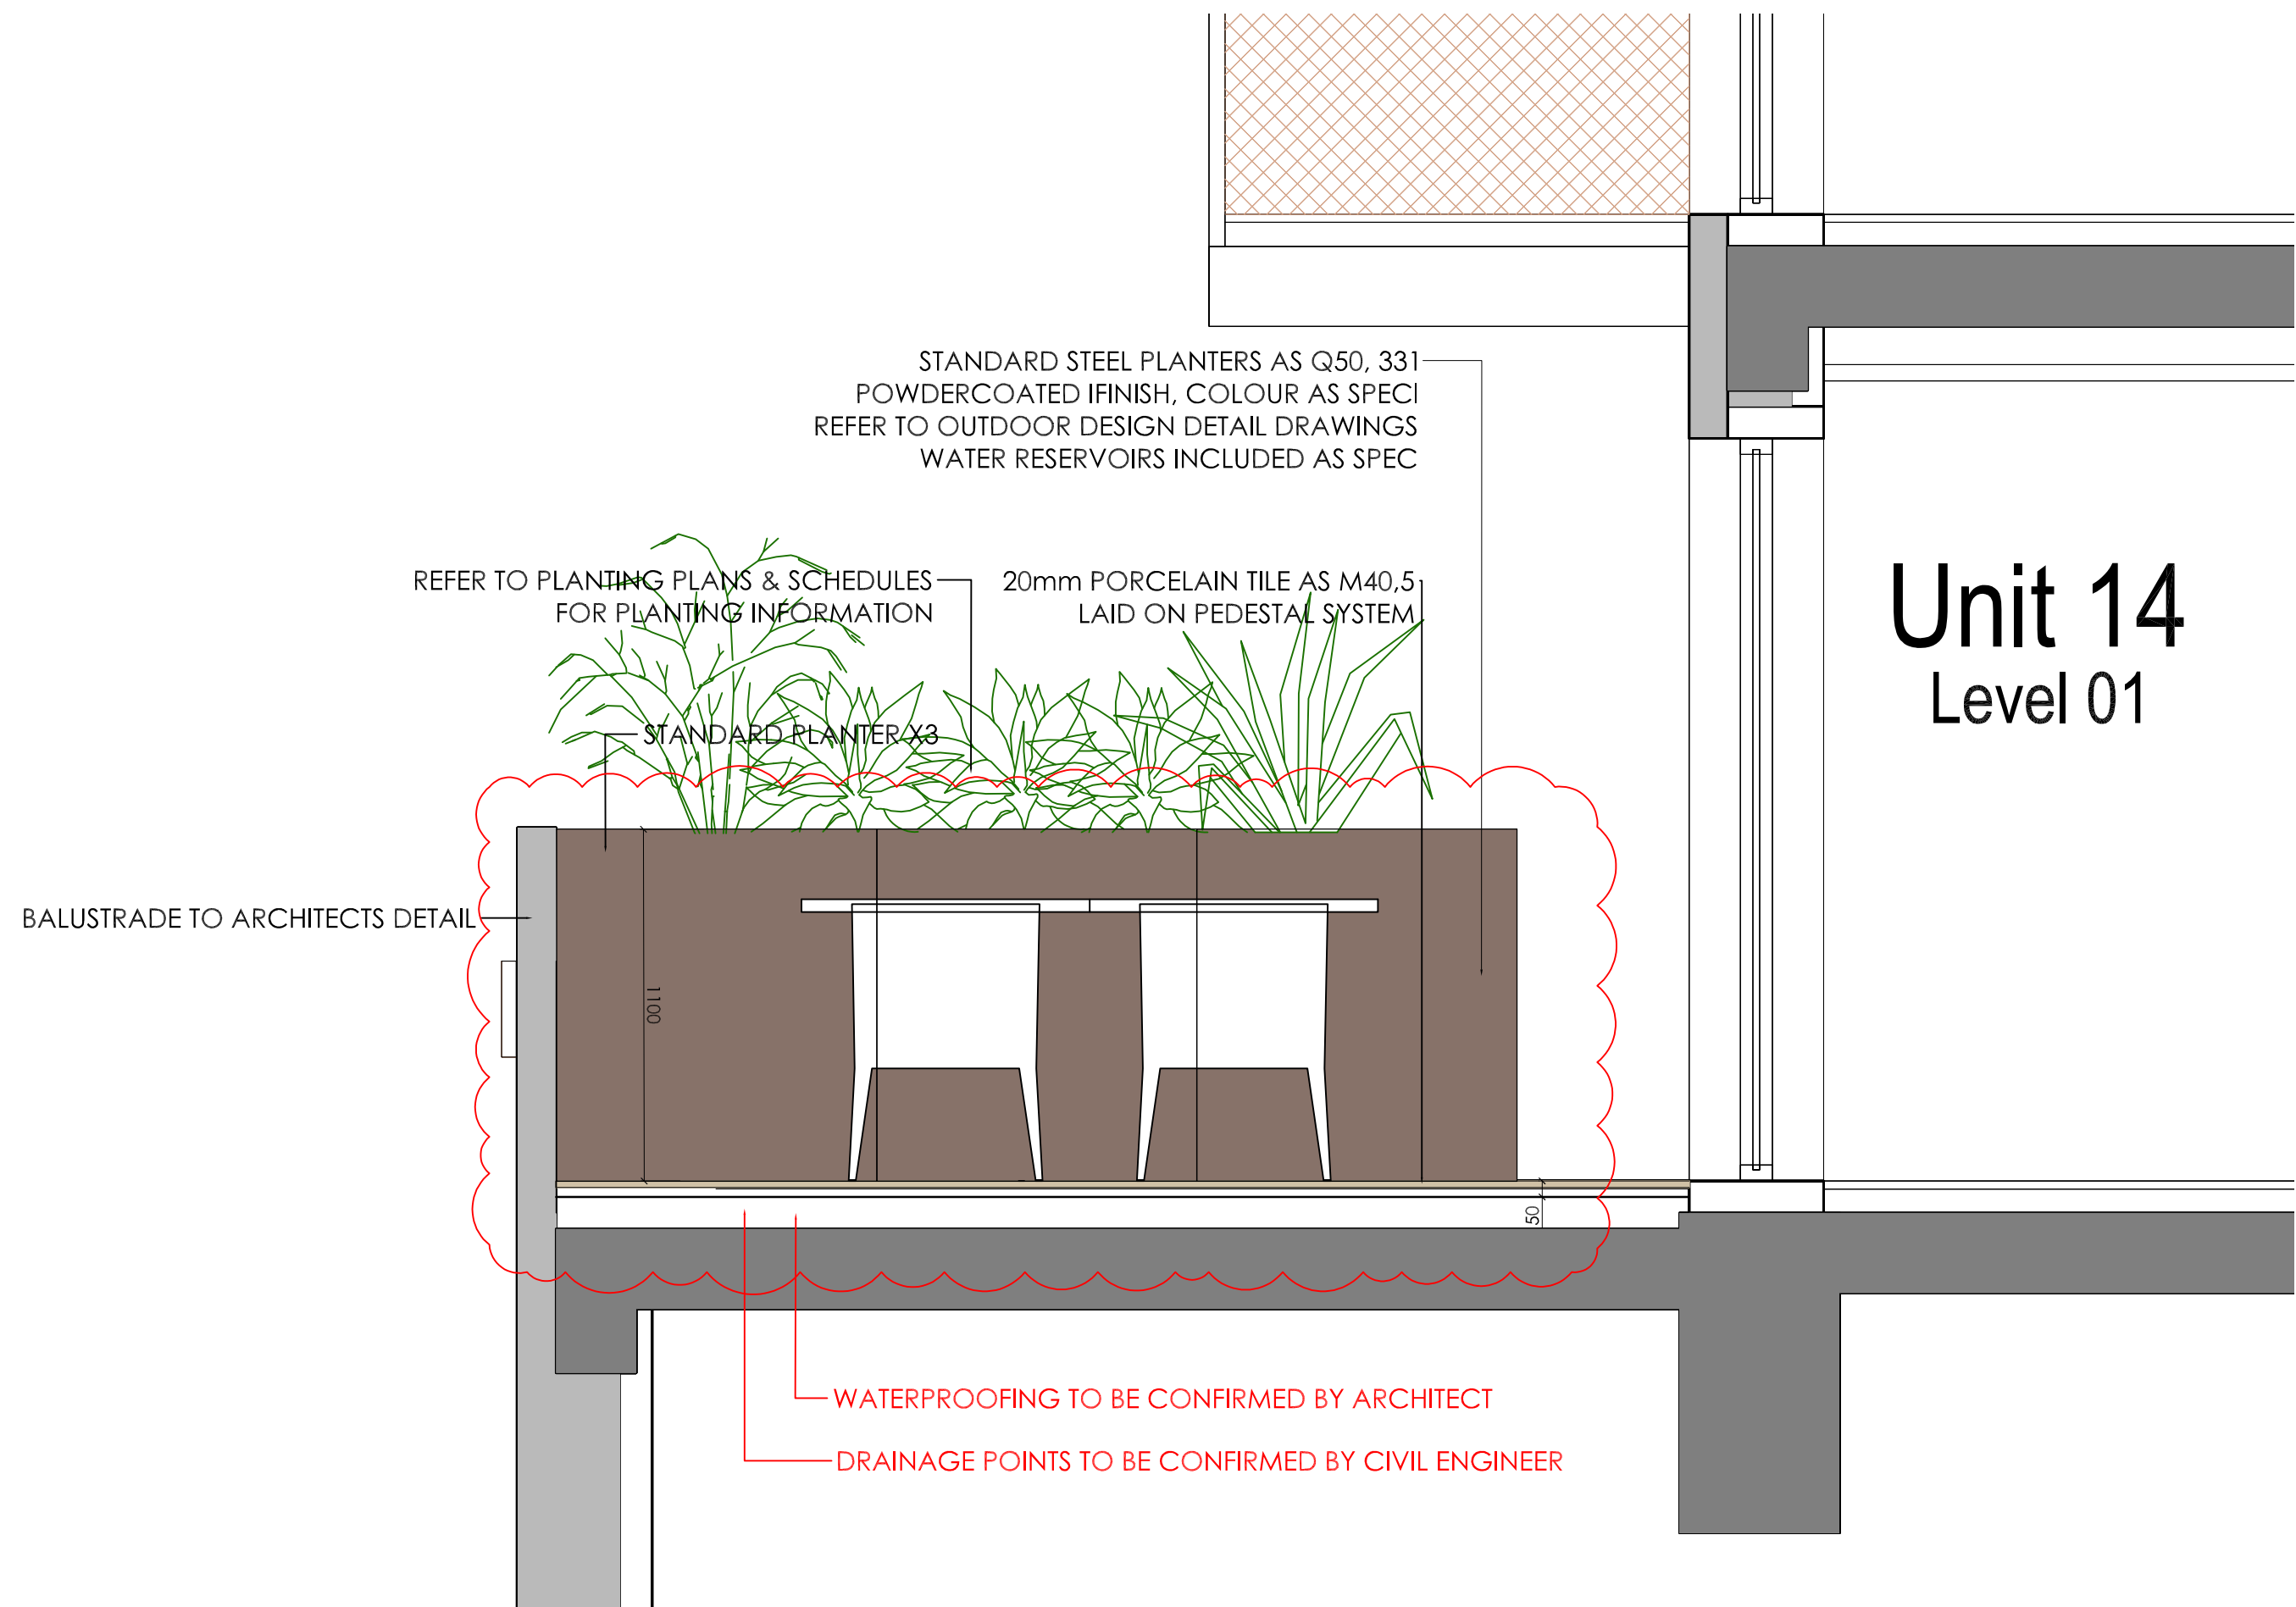 STANDARD STEEL PLANTERS AS Q50, 331
POWDERCOATED IFINISH, COLOUR AS SPECI
REFER TO OUTDOOR DESIGN DETAIL DRAWINGS
WATER RESERVOIRS INCLUDED AS SPEC
REFER TO PLANTING PLANS & SCHEDULES
FOR PLANTING INFORMATION
20mm PORCELAIN TILE AS M40,5
LAID ON PEDESTAL SYSTEM
Unit 14
Level 01
STANDARD PLANTER X3
BALUSTRADE TO ARCHITECTS DETAIL
1100
50
WATERPROOFING TO BE CONFIRMED BY ARCHITECT
DRAINAGE POINTS TO BE CONFIRMED BY CIVIL ENGINEER